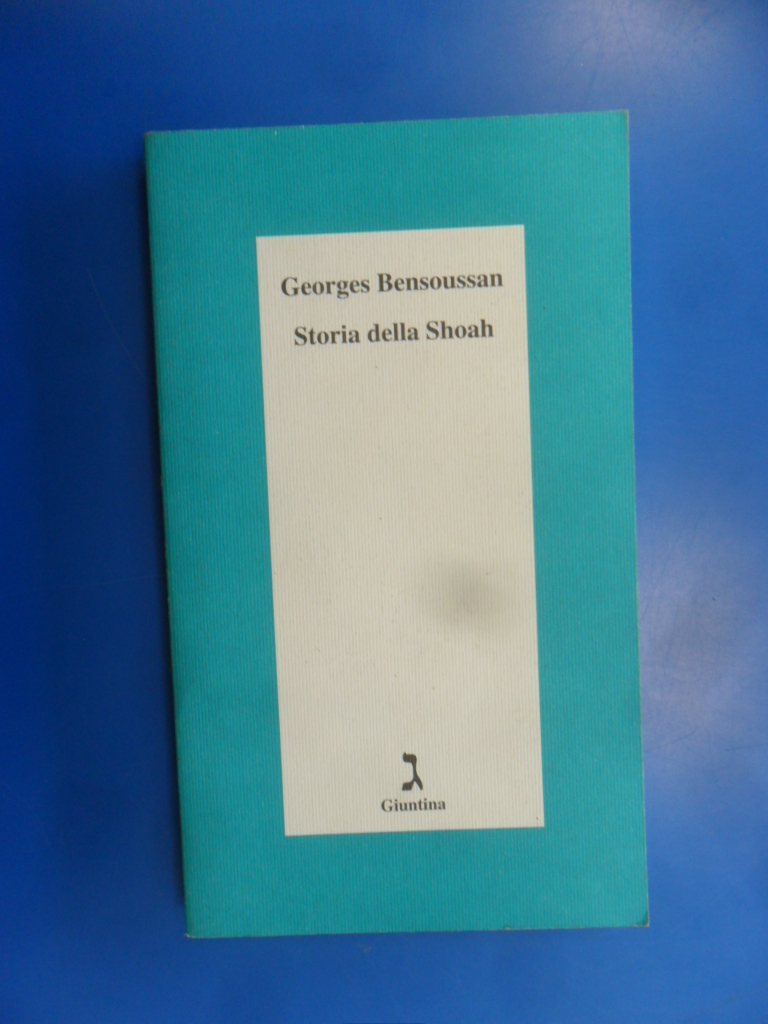 Georges Bensoussan
Storia della Shoah
ג
Giuntina